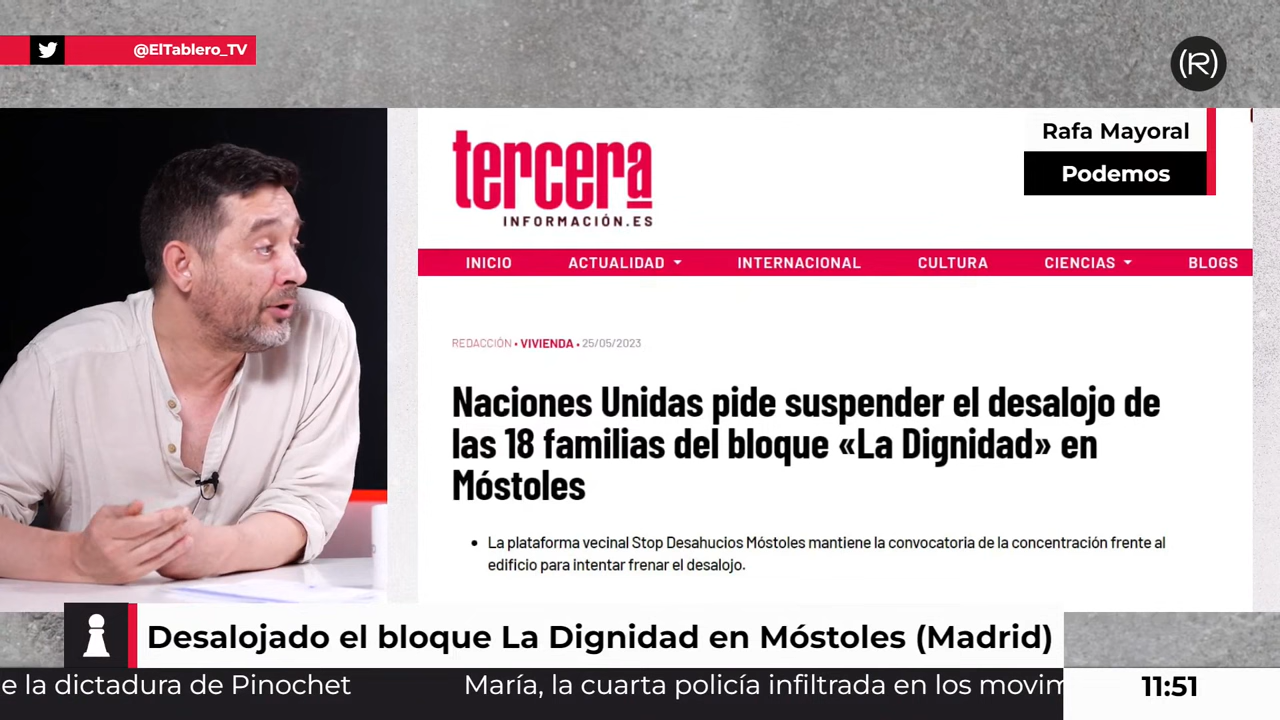 @ElTablero_TV
(R)
Rafa Mayoral
Podemos
tercera
INFORMACIÓN.ES
INICIO ACTUALIDAD INTERNACIONAL CULTURA CIENCIAS BLOGS
REDACCIÓN • VIVIENDA • 25/05/2023
Naciones Unidas pide suspender el desalojo de
las 18 familias del bloque «La Dignidad» en
Móstoles
• La plataforma vecinal Stop Desahucios Móstoles mantiene la convocatoria de la concentración frente al
edificio para intentar frenar el desalojo.
Desalojado el bloque La Dignidad en Móstoles (Madrid)
e la dictadura de Pinochet María, la cuarta policía infiltrada en los movim
11:51